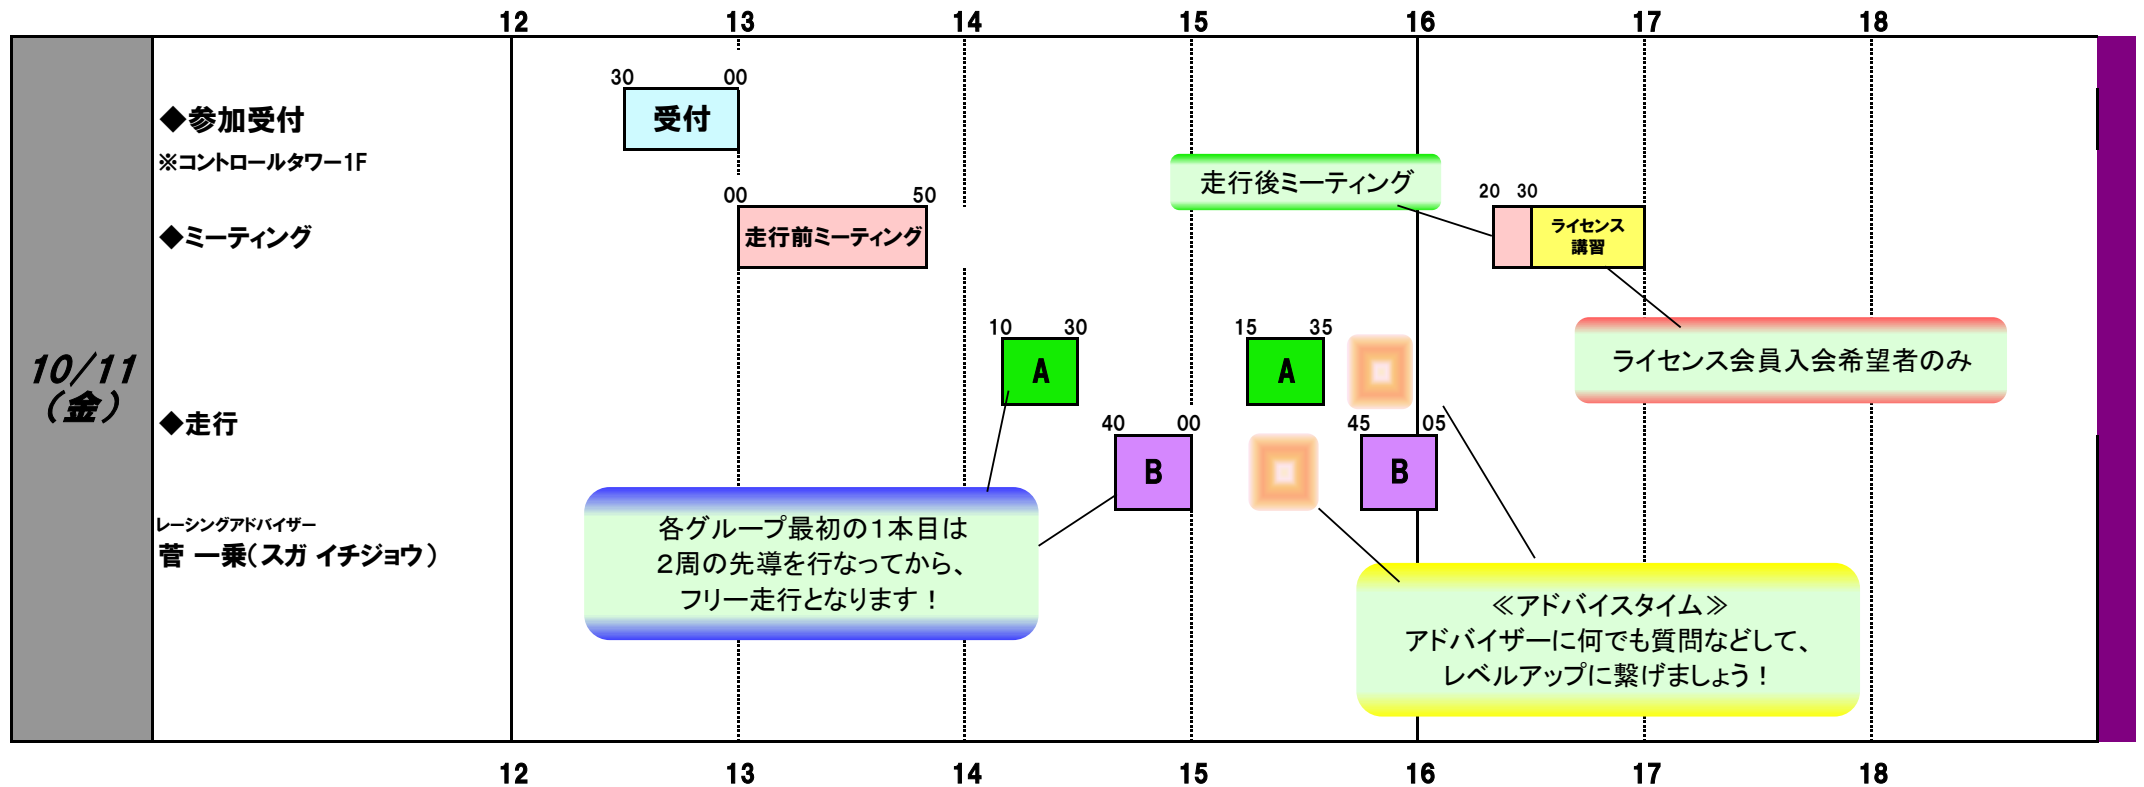 12 13 14 15 16 17 18
30 00
◆参加受付
受付
※コントロールタワー1F
走行後ミーティング
00 50
20 30
◆ミーティング
走行前ミーティング
ライセンス
講習
10 30
15 35
ライセンス会員入会希望者のみ
10/11
(金)
A
A
◆走行
40 00
45 05
B
B
レーシングアドバイザー
菅 一乗(スガ イチジョウ)
各グループ最初の1本目は
2周の先導を行なってから、
フリー走行となります!
≪アドバイスタイム≫
アドバイザーに何でも質問などして、
レベルアップに繋げましょう!
12 13 14 15 16 17 18